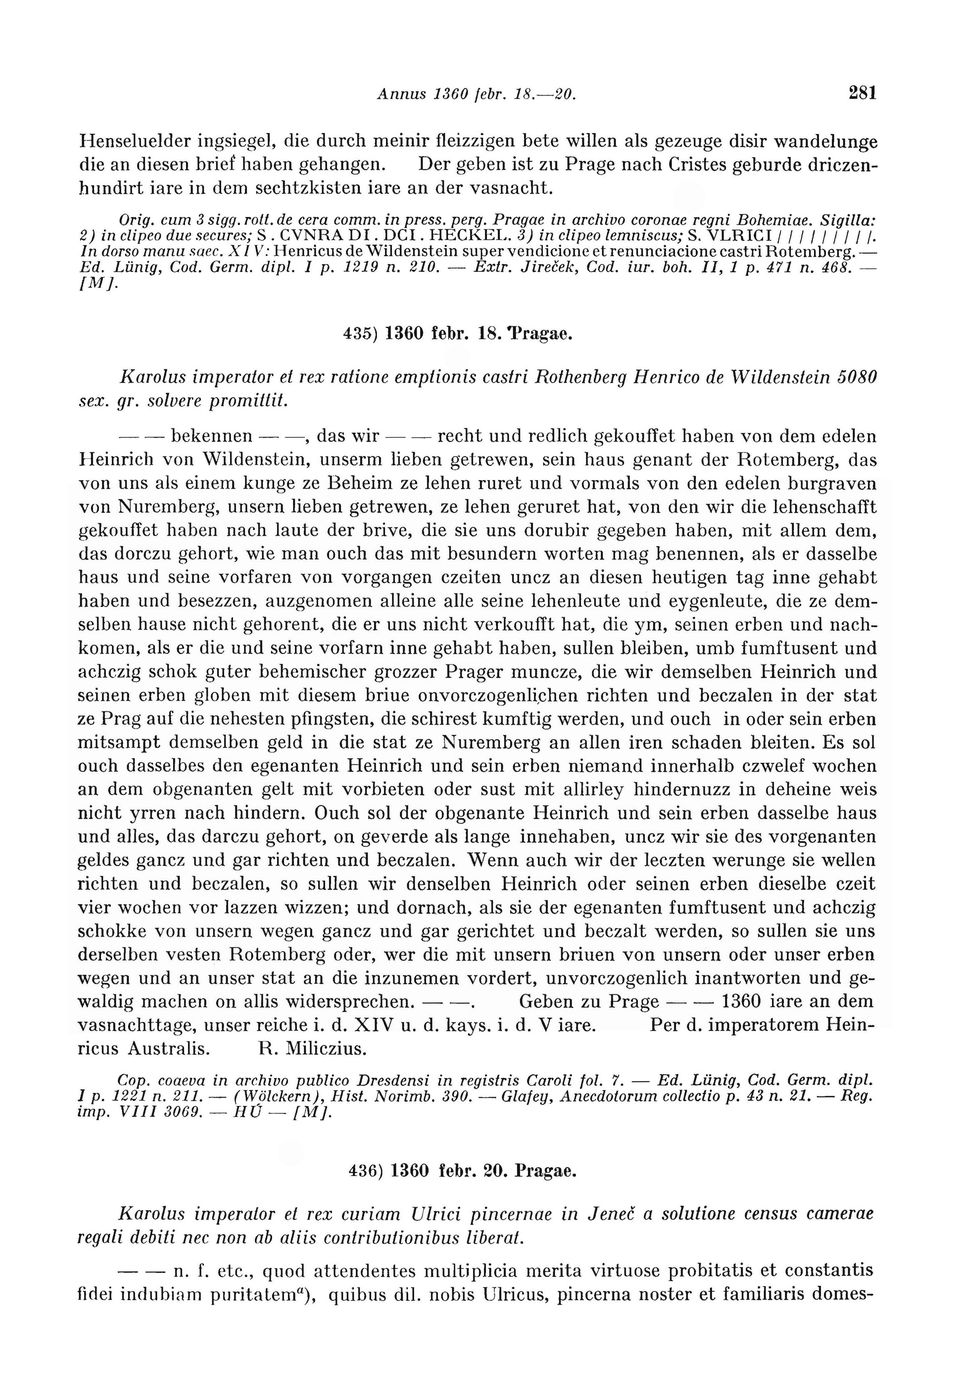 Annus 1360 febr. 18.—20. 281
Henseluelder ingsiegel, die durch meinir fleizzigen bete willen als gezeuge disir wandelunge
die an diesen brief haben gehangen. Der geben ist zu Prage nach Cristes geburde driczen-
hundirt iare in dem sechtzkisten iare an der vasnacht.
Orig. cum 3 sigg. rott. de cera comm. in press. perg. Pragae in archivo coronae regni Bohemiae. Sigilla:
2) in clipeo due secures; S . CVNRA DI . DCI . HECKEL. 3) in clipeo lemniscus; S. VLRICI / / / / / / / / /.
In dorso manu saec. XIV: Henricus de Wildenstein super vendicione et renunciacione castri Rotemberg. —
Ed. Lünig, Cod. Germ. dipl. I p. 1219 n. 210. — Extr. Jireček, Cod. iur. boh. II, 1 p. 471 n. 468. —
[M].
435) 1360 febr. 18. Pragae.
Karolus imperator et rex ratione emptionis castri Rothenberg Henrico de Wildenstein 5080
sex. gr. solvere promittit.
— — bekennen — —, das wir — — recht und redlich gekouffet haben von dem edelen
Heinrich von Wildenstein, unserm lieben getrewen, sein haus genant der Rotemberg, das
von uns als einem kunge ze Beheim ze lehen ruret und vormals von den edelen burgraven
von Nuremberg, unsern lieben getrewen, ze lehen geruret hat, von den wir die lehenschafft
gekouffet haben nach laute der brive, die sie uns dorubir gegeben haben, mit allem dem,
das dorczu gehort, wie man ouch das mit besundern worten mag benennen, als er dasselbe
haus und seine vorfaren von vorgangen czeiten uncz an diesen heutigen tag inne gehabt
haben und besezzen, auzgenomen alleine alle seine lehenleute und eygenleute, die ze dem-
selben hause nicht gehorent, die er uns nicht verkoufft hat, die ym, seinen erben und nach-
komen, als er die und seine vorfarn inne gehabt haben, sullen bleiben, umb fumftusent und
achczig schok guter behemischer grozzer Prager muncze, die wir demselben Heinrich und
seinen erben globen mit diesem briue onvorczogenlichen richten und beczalen in der stat
ze Prag auf die nehesten pfingsten, die schirest kumftig werden, und ouch in oder sein erben
mitsampt demselben geld in die stat ze Nuremberg an allen iren schaden bleiten. Es sol
ouch dasselbes den egenanten Heinrich und sein erben niemand innerhalb czwelef wochen
an dem obgenanten gelt mit vorbieten oder sust mit allirley hindernuzz in deheine weis
nicht yrren nach hindern. Ouch sol der obgenante Heinrich und sein erben dasselbe haus
und alles, das darczu gehort, on geverde als lange innehaben, uncz wir sie des vorgenanten
geldes gancz und gar richten und beczalen. Wenn auch wir der leczten werunge sie wellen
richten und beczalen, so sullen wir denselben Heinrich oder seinen erben dieselbe czeit
vier wochen vor lazzen wizzen; und dornach, als sie der egenanten fumftusent und achczig
schokke von unsern wegen gancz und gar gerichtet und beczalt werden, so sullen sie uns
derselben vesten Rotemberg oder, wer die mit unsern briuen von unsern oder unser erben
wegen und an unser stat an die inzunemen vordert, unvorczogenlich inantworten und ge-
waldig machen on allis widersprechen. — —. Geben zu Prage — — 1360 iare an dem
vasnachttage, unser reiche i. d. XIV u. d. kays. i. d. V iare. Per d. imperatorem Hein-
ricus Australis. R. Miliczius.
Cop. coaeva in archivo publico Dresdensi in registris Caroli fol. 7. — Ed. Lünig, Cod. Germ. dipl.
I p. 1221 n. 211. — (Wölckern), Hist. Norimb. 390. — Glafey, Anecdotorum collectio p. 43 n. 21. — Reg.
imp. VIII 3069. — HÚ — [M].
436) 1360 febr. 20. Pragae.
Karolus imperator et rex curiam Ulrici pincernae in Jeneč a solutione census camerae
regali debiti nec non ab aliis contributionibus liberat.
— — n. f. etc., quod attendentes multiplicia merita virtuose probitatis et constantis
fidei indubiam puritatem a), quibus dil. nobis Ulricus, pincerna noster et familiaris domes-